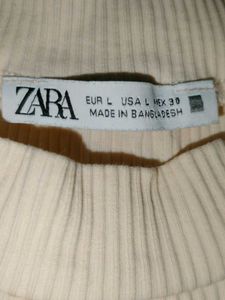 ZARA
EUR L USA L MEX 30
MADE IN BANGLADESH